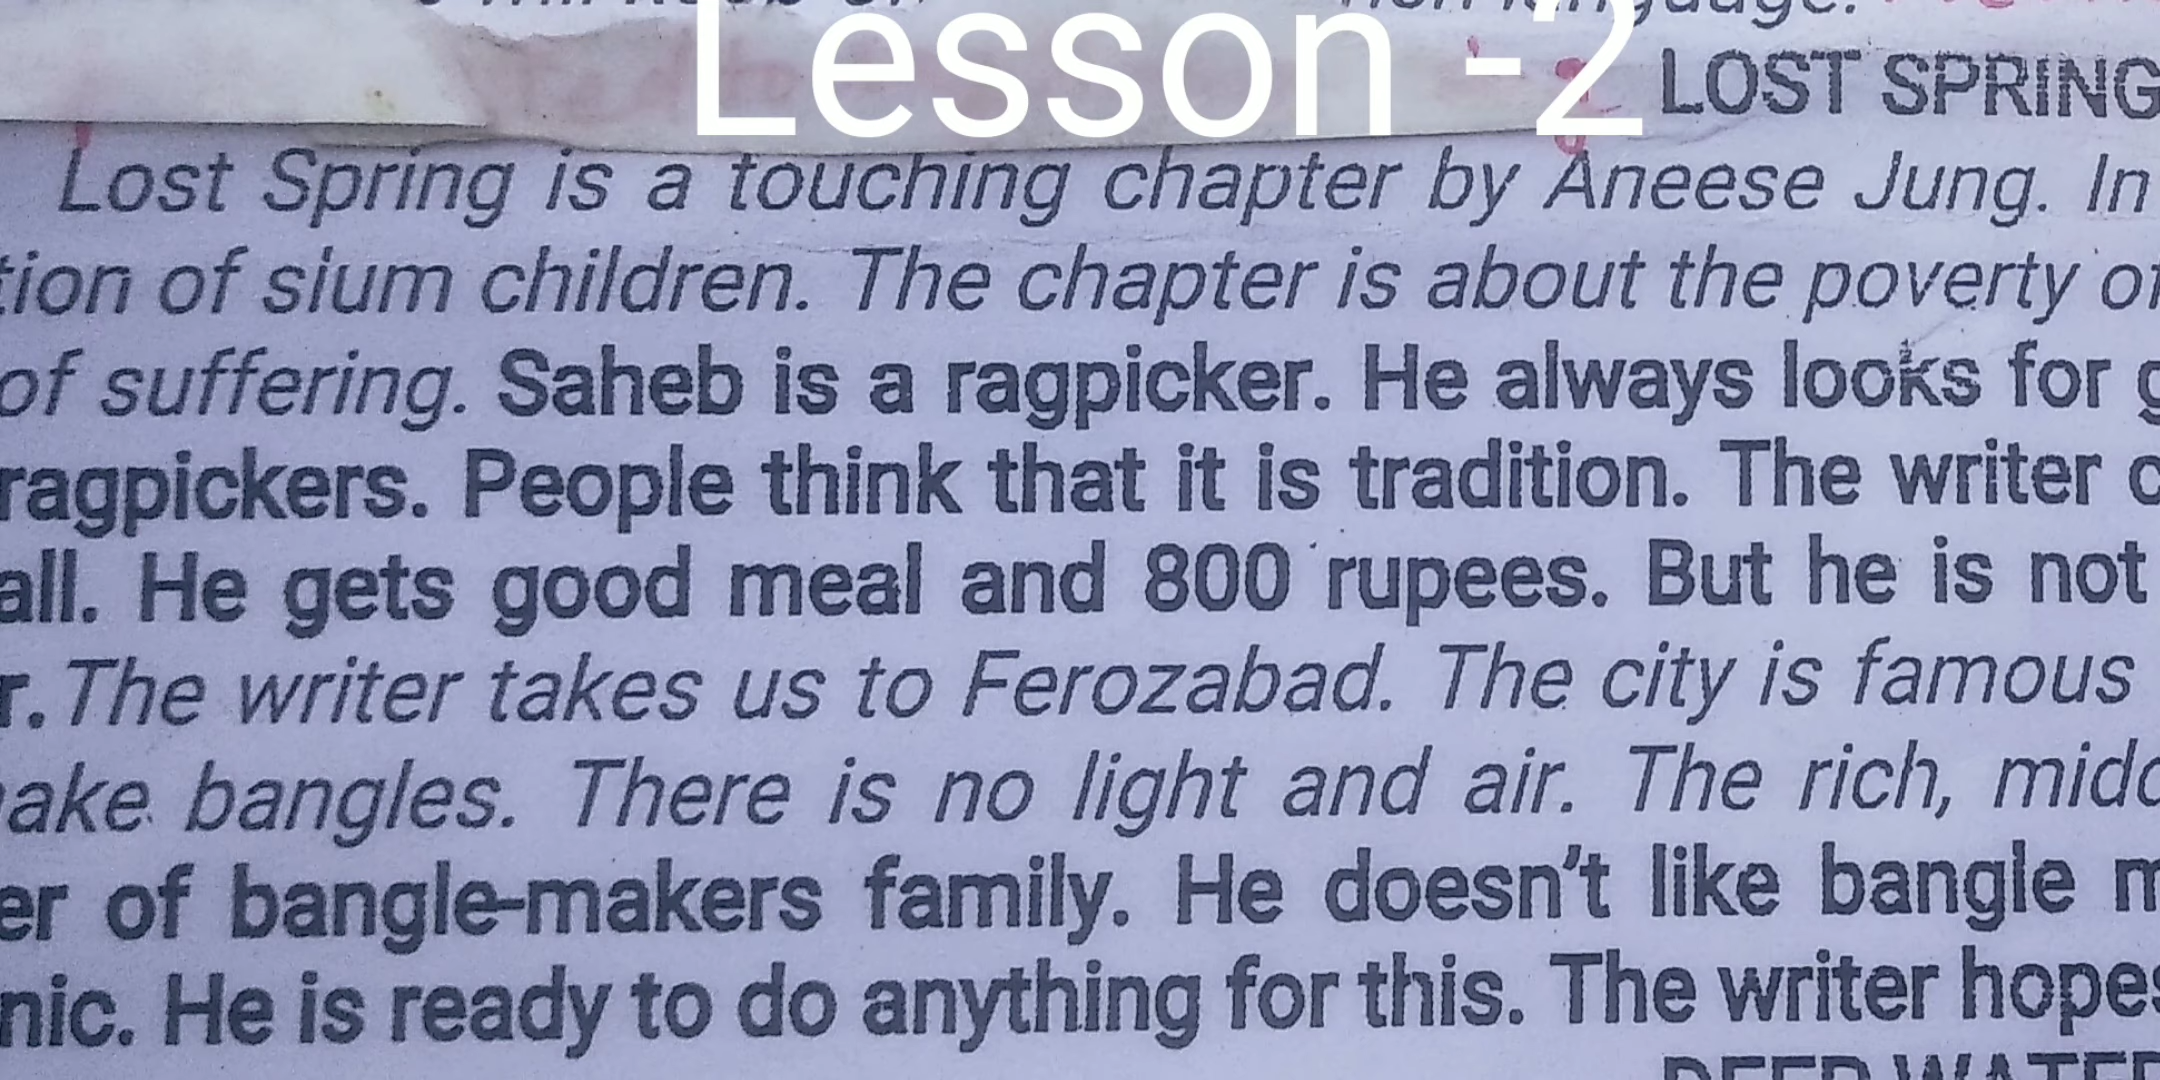 Lesson -2
LOST SPRING
Lost Spring is a touching chapter by Aneese Jung. In
tion of sium children. The chapter is about the poverty of
of suffering. Saheb is a ragpicker. He always looks for
ragpickers. People think that it is tradition. The writer
all. He gets good meal and 800 rupees. But he is not
r. The writer takes us to Ferozabad. The city is famous
ake bangles. There is no light and air. The rich,
er of bangle-makers family. He doesn't like bangle
nic. He is ready to do anything for this. The writer hopes
DEEP WATER